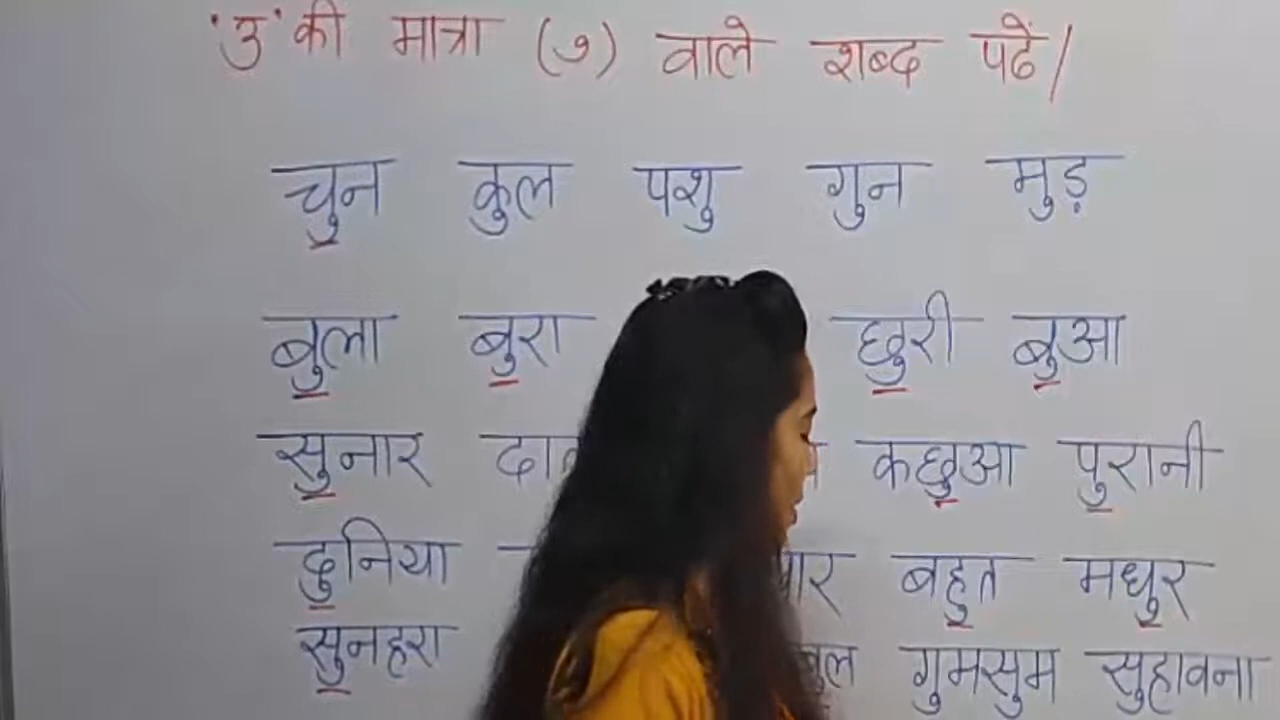 'उ' की मात्रा (ु) वाले शब्द पढें/
चुन कुल पशु गुन मुड़
बुला बुरा छुरी बुआ
सुनार कछुआ पुरानी
दुनिया बहुत मधुर
सुनहरा गुमसुम सुहावना